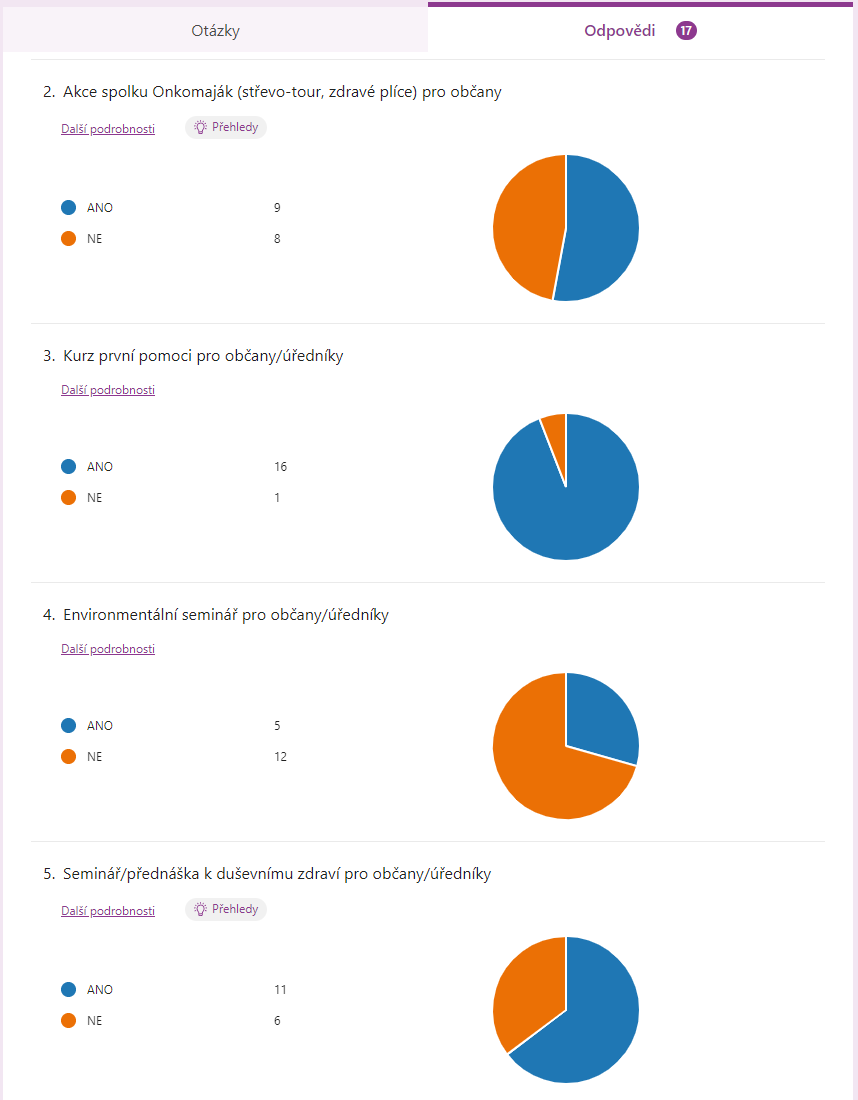 Otázky
Odpovědi 17
2. Akce spolku Onkomaják (střevo-tour, zdravé plíce) pro občany
Další podrobnosti Přehledy
ANO 9
NE 8
3. Kurz první pomoci pro občany/úředníky
Další podrobnosti
ANO 16
NE 1
4. Environmentální seminář pro občany/úředníky
Další podrobnosti
ANO 5
NE 12
5. Seminář/přednáška k duševnímu zdraví pro občany/úředníky
Další podrobnosti Přehledy
ANO 11
NE 6